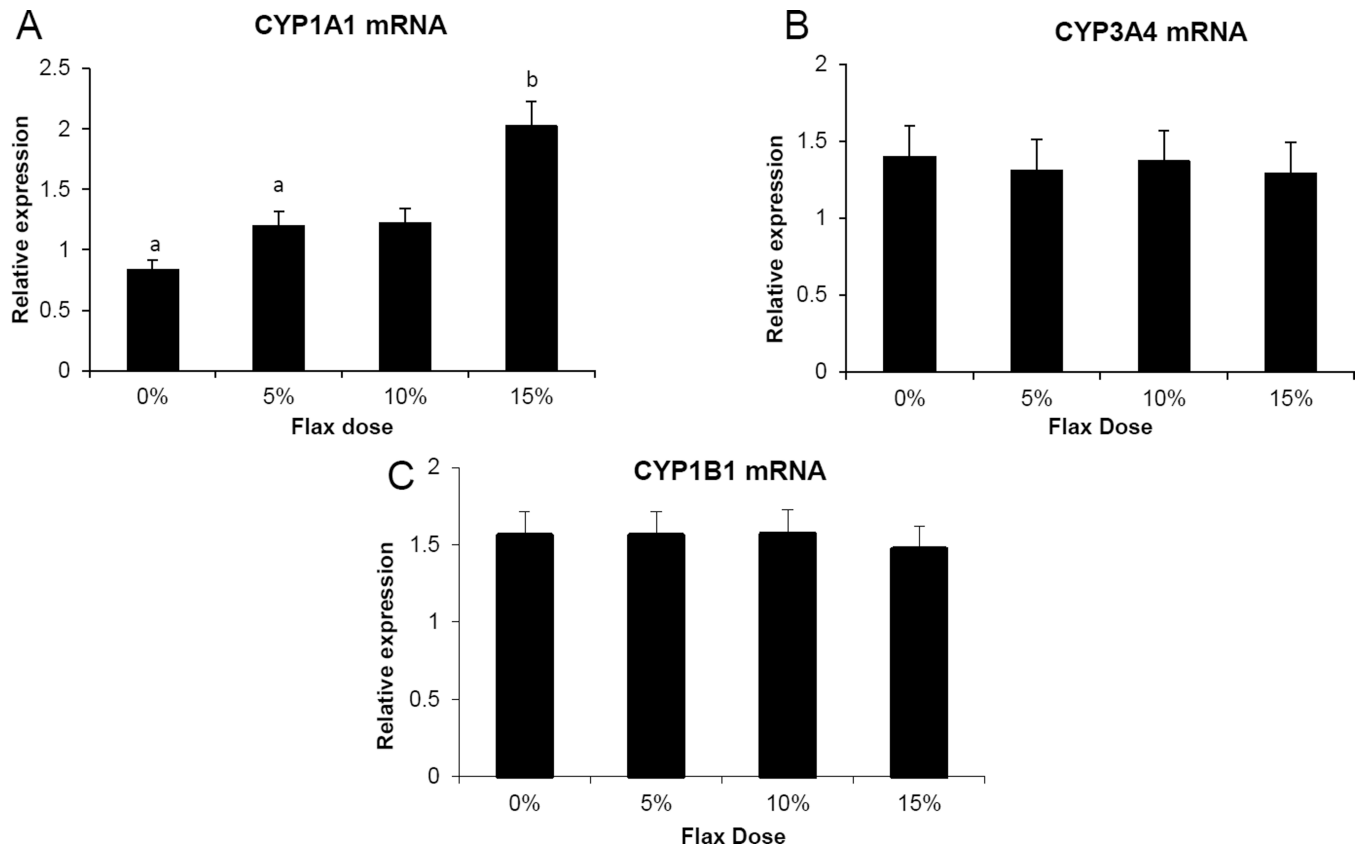 A
CYP1A1 mRNA
2.5
2
1.5
1
0.5
0
Relative expression
a
a
b
0% 5% 10% 15%
Flax dose
B
CYP3A4 mRNA
2
1.5
1
0.5
0
Relative expression
0% 5% 10% 15%
Flax Dose
C
CYP1B1 mRNA
2
1.5
1
0.5
0
Relative expression
0% 5% 10% 15%
Flax Dose